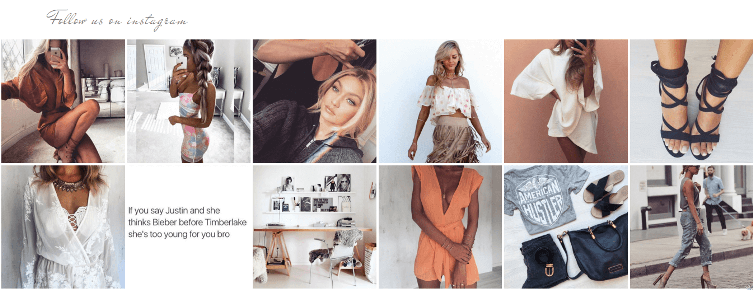 Follow us on instagram
If you say Justin and she
thinks Bieber before Timberlake
she's too young for you bro
AMERICAN
HUSTLER